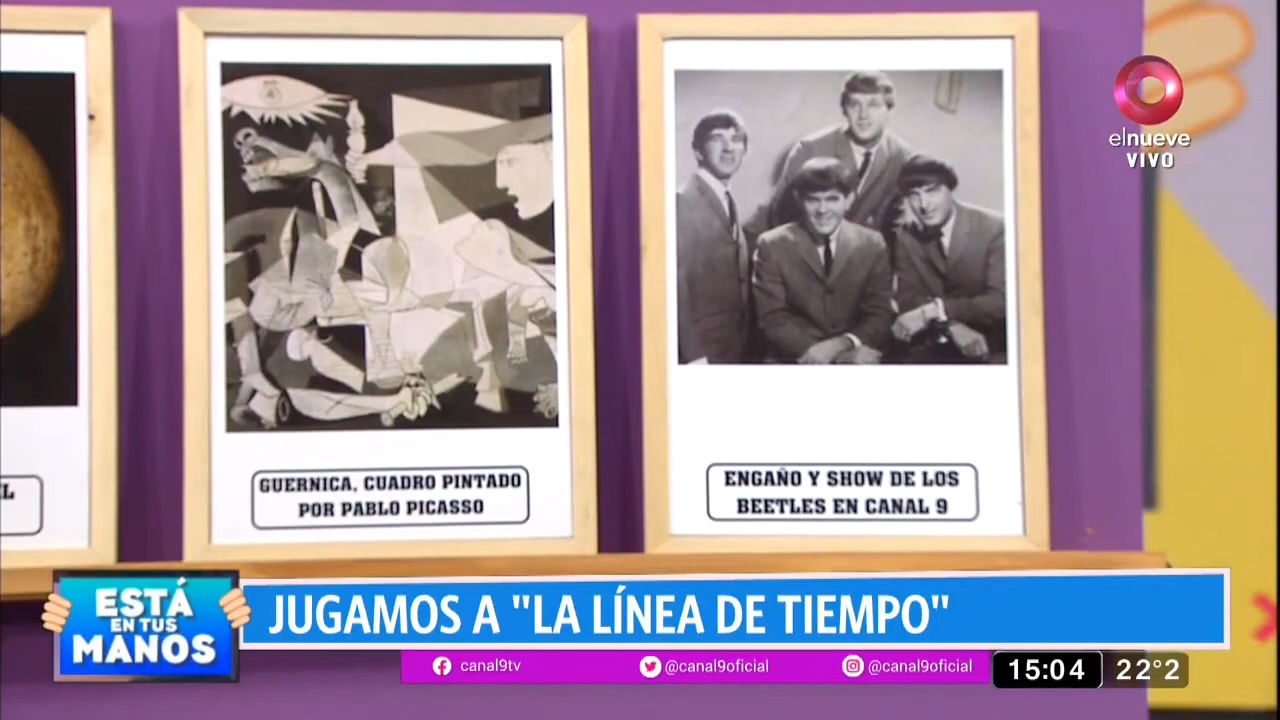 elnueve
VIVO
L
GUERNICA, CUADRO PINTADO
POR PABLO PICASSO
ENGAÑO Y SHOW DE LOS
BEETLES EN CANAL 9
ESTÁ
EN TUS
MANOS
JUGAMOS A "LA LÍNEA DE TIEMPO"
canal9tv
@canal9oficial
@canal9oficial
15:04
22°2